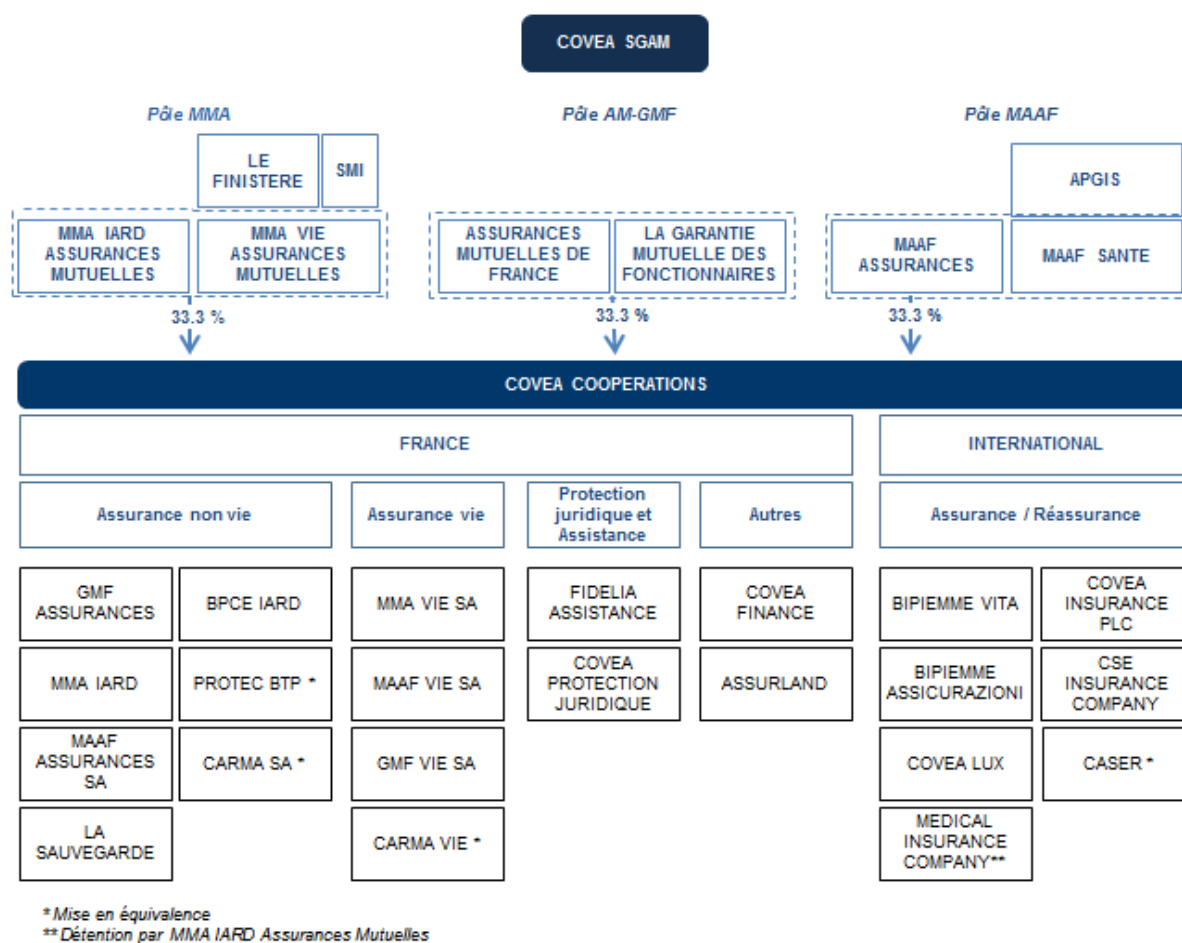 COVEA SGAM
Pôle MMA
Pôle AM-GMF
Pôle MAAF
LE
FINISTERE
SMI
APGIS
MMA IARD
ASSURANCES
MUTUELLES
MMA VIE
ASSURANCES
MUTUELLES
ASSURANCES
MUTUELLES DE
FRANCE
LA GARANTIE
MUTUELLE DES
FONCTIONNAIRES
MAAF
ASSURANCES
MAAF SANTE
33.3 %
33.3 %
33.3 %
COVEA COOPERATIONS
FRANCE
INTERNATIONAL
Assurance non vie
Assurance vie
Protection
juridique et
Assistance
Autres
Assurance / Réassurance
GMF
ASSURANCES
BPCE IARD
MMA VIE SA
FIDELIA
ASSISTANCE
COVEA
FINANCE
BIPIEMME VITA
COVEA
INSURANCE
PLC
MMA IARD
PROTEC BTP *
MAAF VIE SA
COVEA
PROTECTION
JURIDIQUE
ASSURLAND
BIPIEMME
ASSICURAZIONI
CSE
INSURANCE
COMPANY
MAAF
ASSURANCES
SA
CARMA SA *
GMF VIE SA
COVEA LUX
CASER *
LA
SAUVEGARDE
CARMA VIE *
MEDICAL
INSURANCE
COMPANY**
* Mise en équivalence
** Détention par MMA IARD Assurances Mutuelles